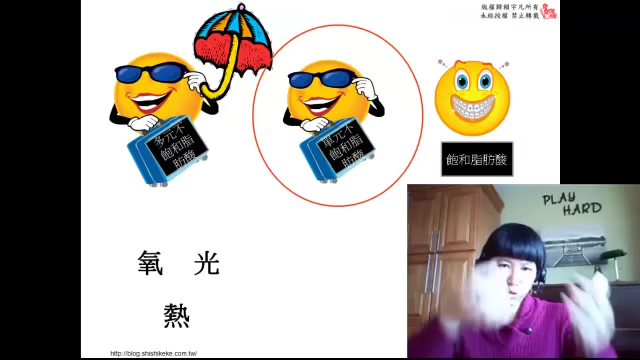 版權歸賴宇凡所有
未經授權 禁止轉載
多元不
飽和脂
肪酸
單元不
飽和脂
肪酸
飽和脂肪酸
PLAY
HARD
氧 光
熱
http://blog.shishikeke.com.tw/